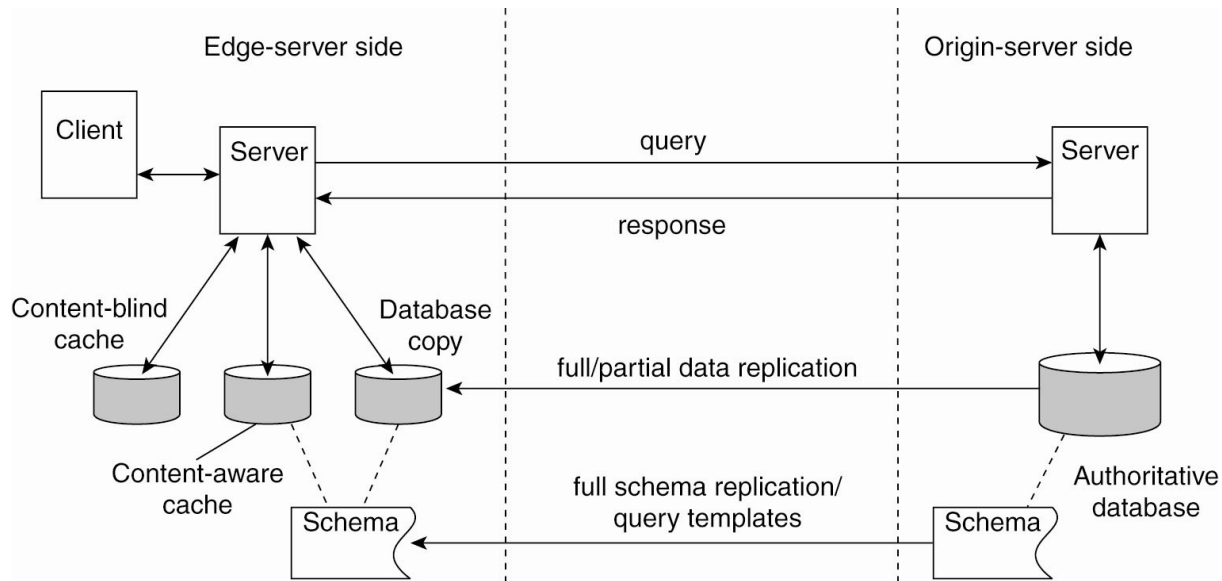 Edge-server side
Origin-server side
Client
Server
query
Server
response
Content-blind
cache
Database
copy
full/partial data replication
Content-aware
cache
Authoritative
database
full schema replication/
query templates
Schema
Schema